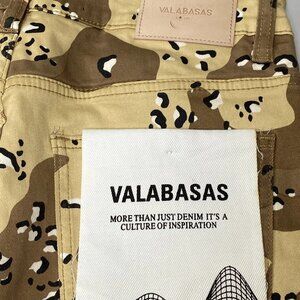 VALABASAS
VALABASAS
MORE THAN JUST DENIM IT'S A
CULTURE OF INSPIRATION